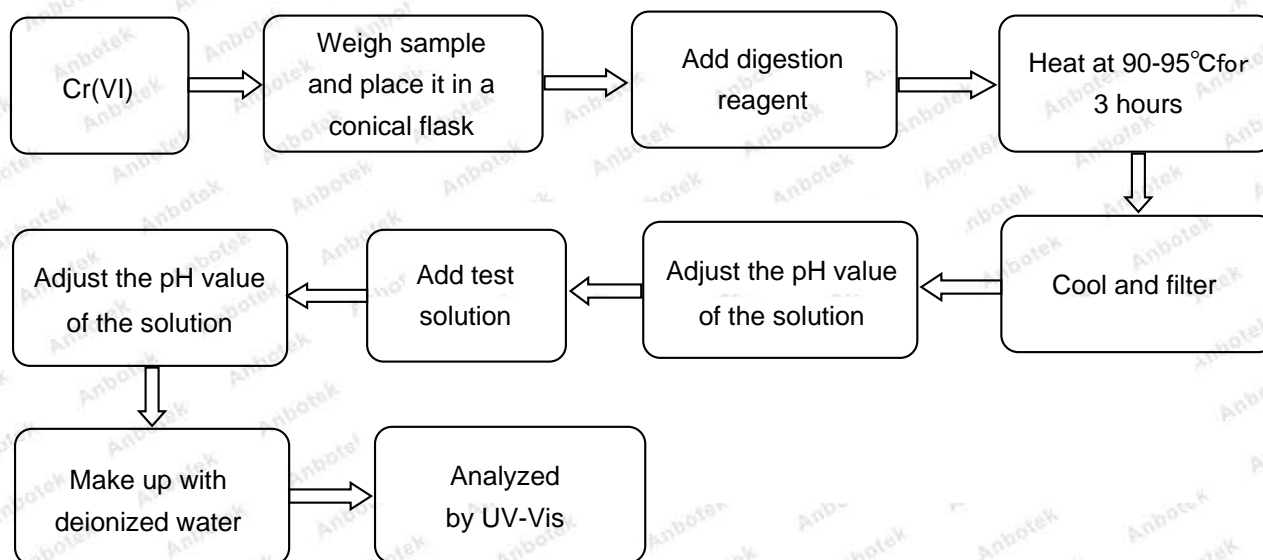 Cr(VI)
Weigh sample
and place it in a
conical flask
Add digestion
reagent
Heat at 90-95℃for
3 hours
Cool and filter
Adjust the pH value
of the solution
Add test
solution
Adjust the pH value
of the solution
Make up with
deionized water
Analyzed
by UV-Vis
Anbotek